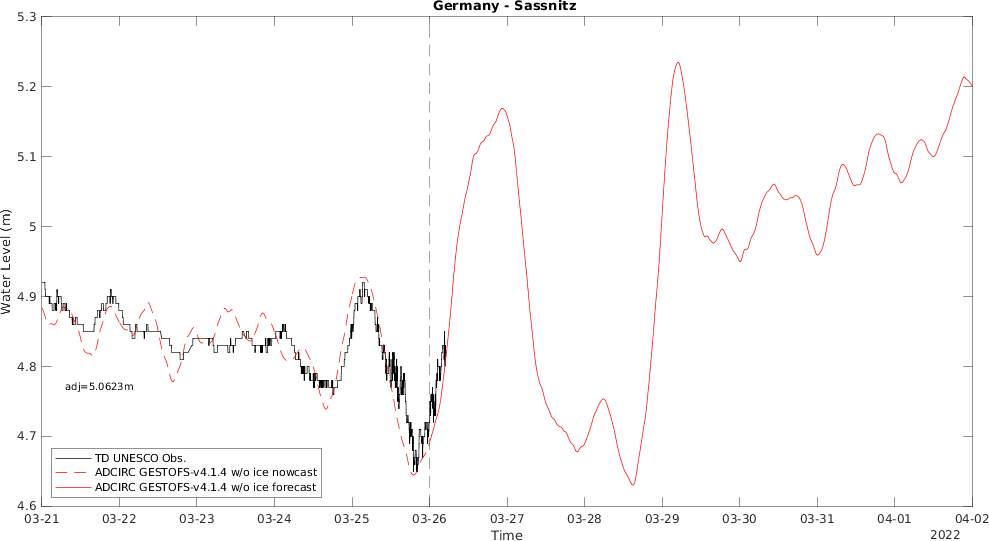 Germany - Sassnitz
5.3
5.2
5.1
5
4.9
4.8
4.7
4.6
Water Level (m)
adj=5.0623m
TD UNESCO Obs.
ADCIRC GESTOFS-v4.1.4 w/o ice nowcast
ADCIRC GESTOFS-v4.1.4 w/o ice forecast
03-21 03-22 03-23 03-24 03-25 03-26 03-27 03-28 03-29 03-30 03-31 04-01 04-02
Time
2022